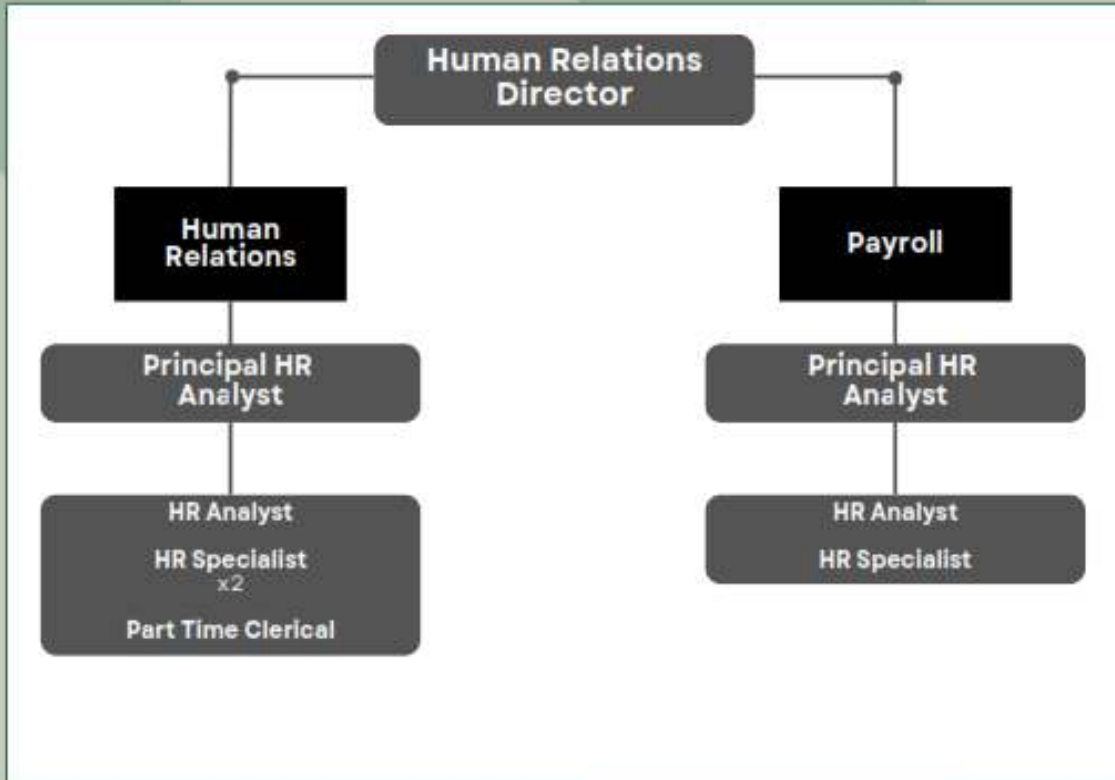 Human Relations
Director
Human
Relations
Payroll
Principal HR
Analyst
Principal HR
Analyst
HR Analyst
HR Specialist
x2
Part Time Clerical
HR Analyst
HR Specialist